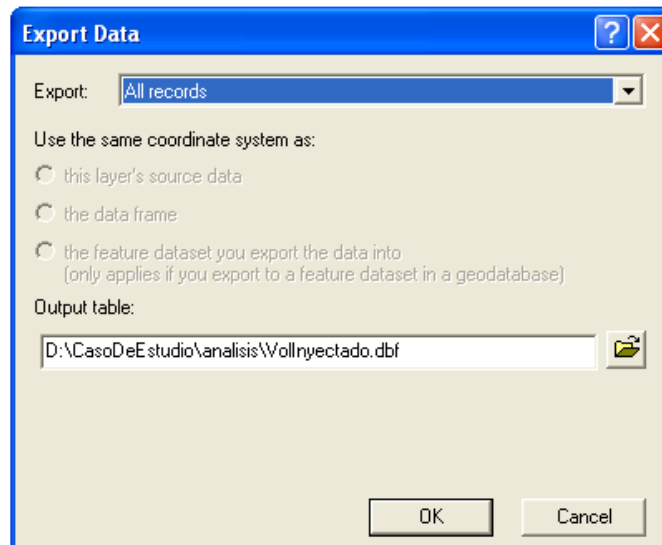 Export Data
Export: All records
Use the same coordinate system as:
this layer's source data
the data frame
the feature dataset you export the data into
(only applies if you export to a feature dataset in a geodatabase)
Output table:
D:\CasoDeEstudio\analisis\VolInyectado.dbf
OK Cancel